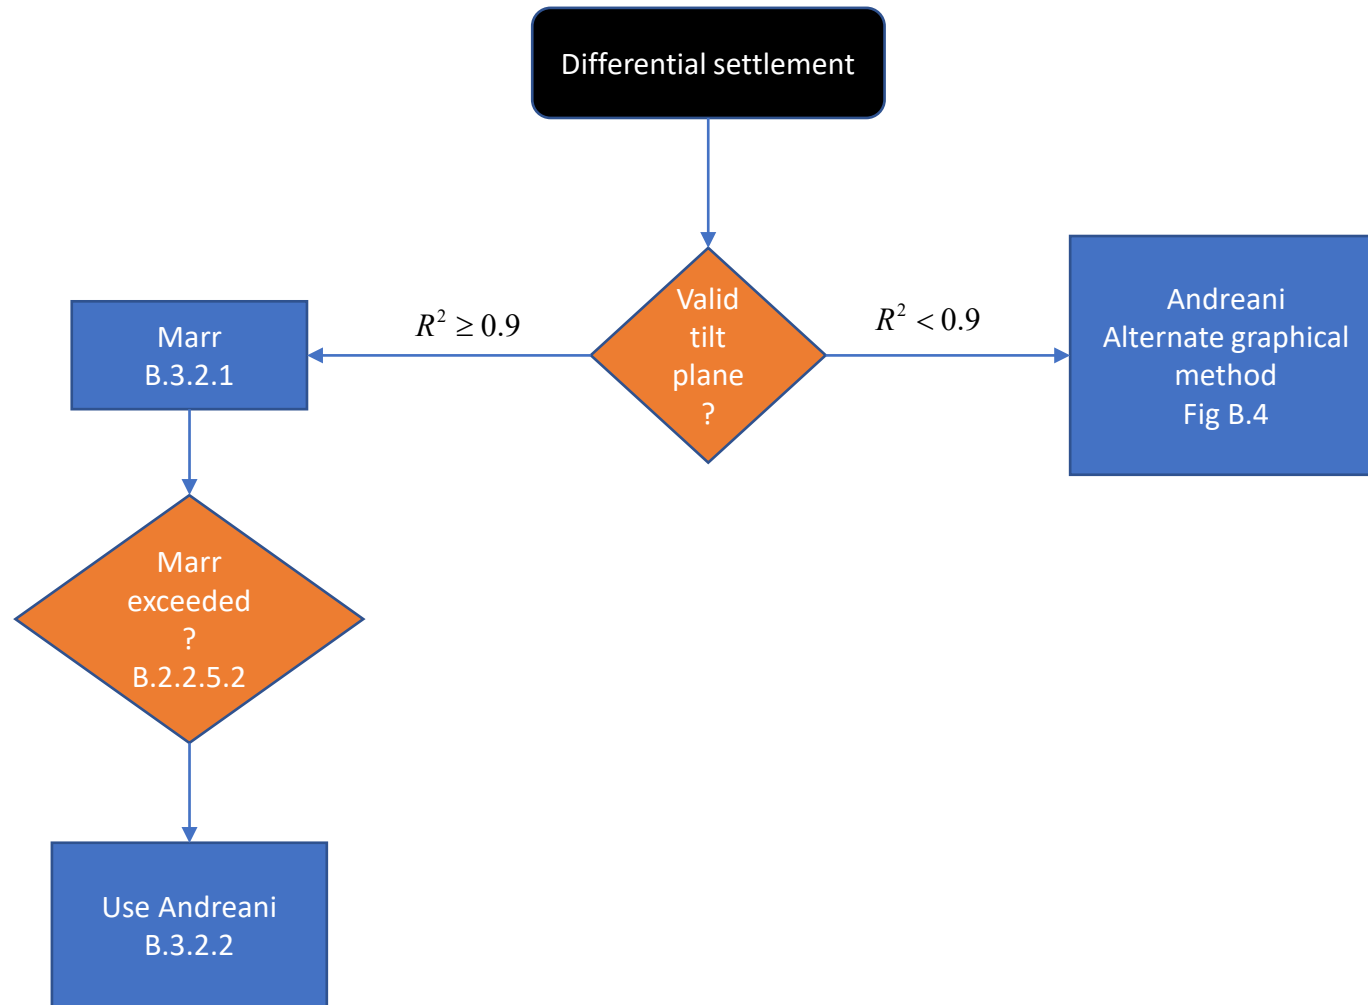 Differential settlement
Valid
tilt
plane
?
R² ≥ 0.9
R² < 0.9
Marr
B.3.2.1
Andreani
Alternate graphical
method
Fig B.4
Marr
exceeded
?
B.2.2.5.2
Use Andreani
B.3.2.2